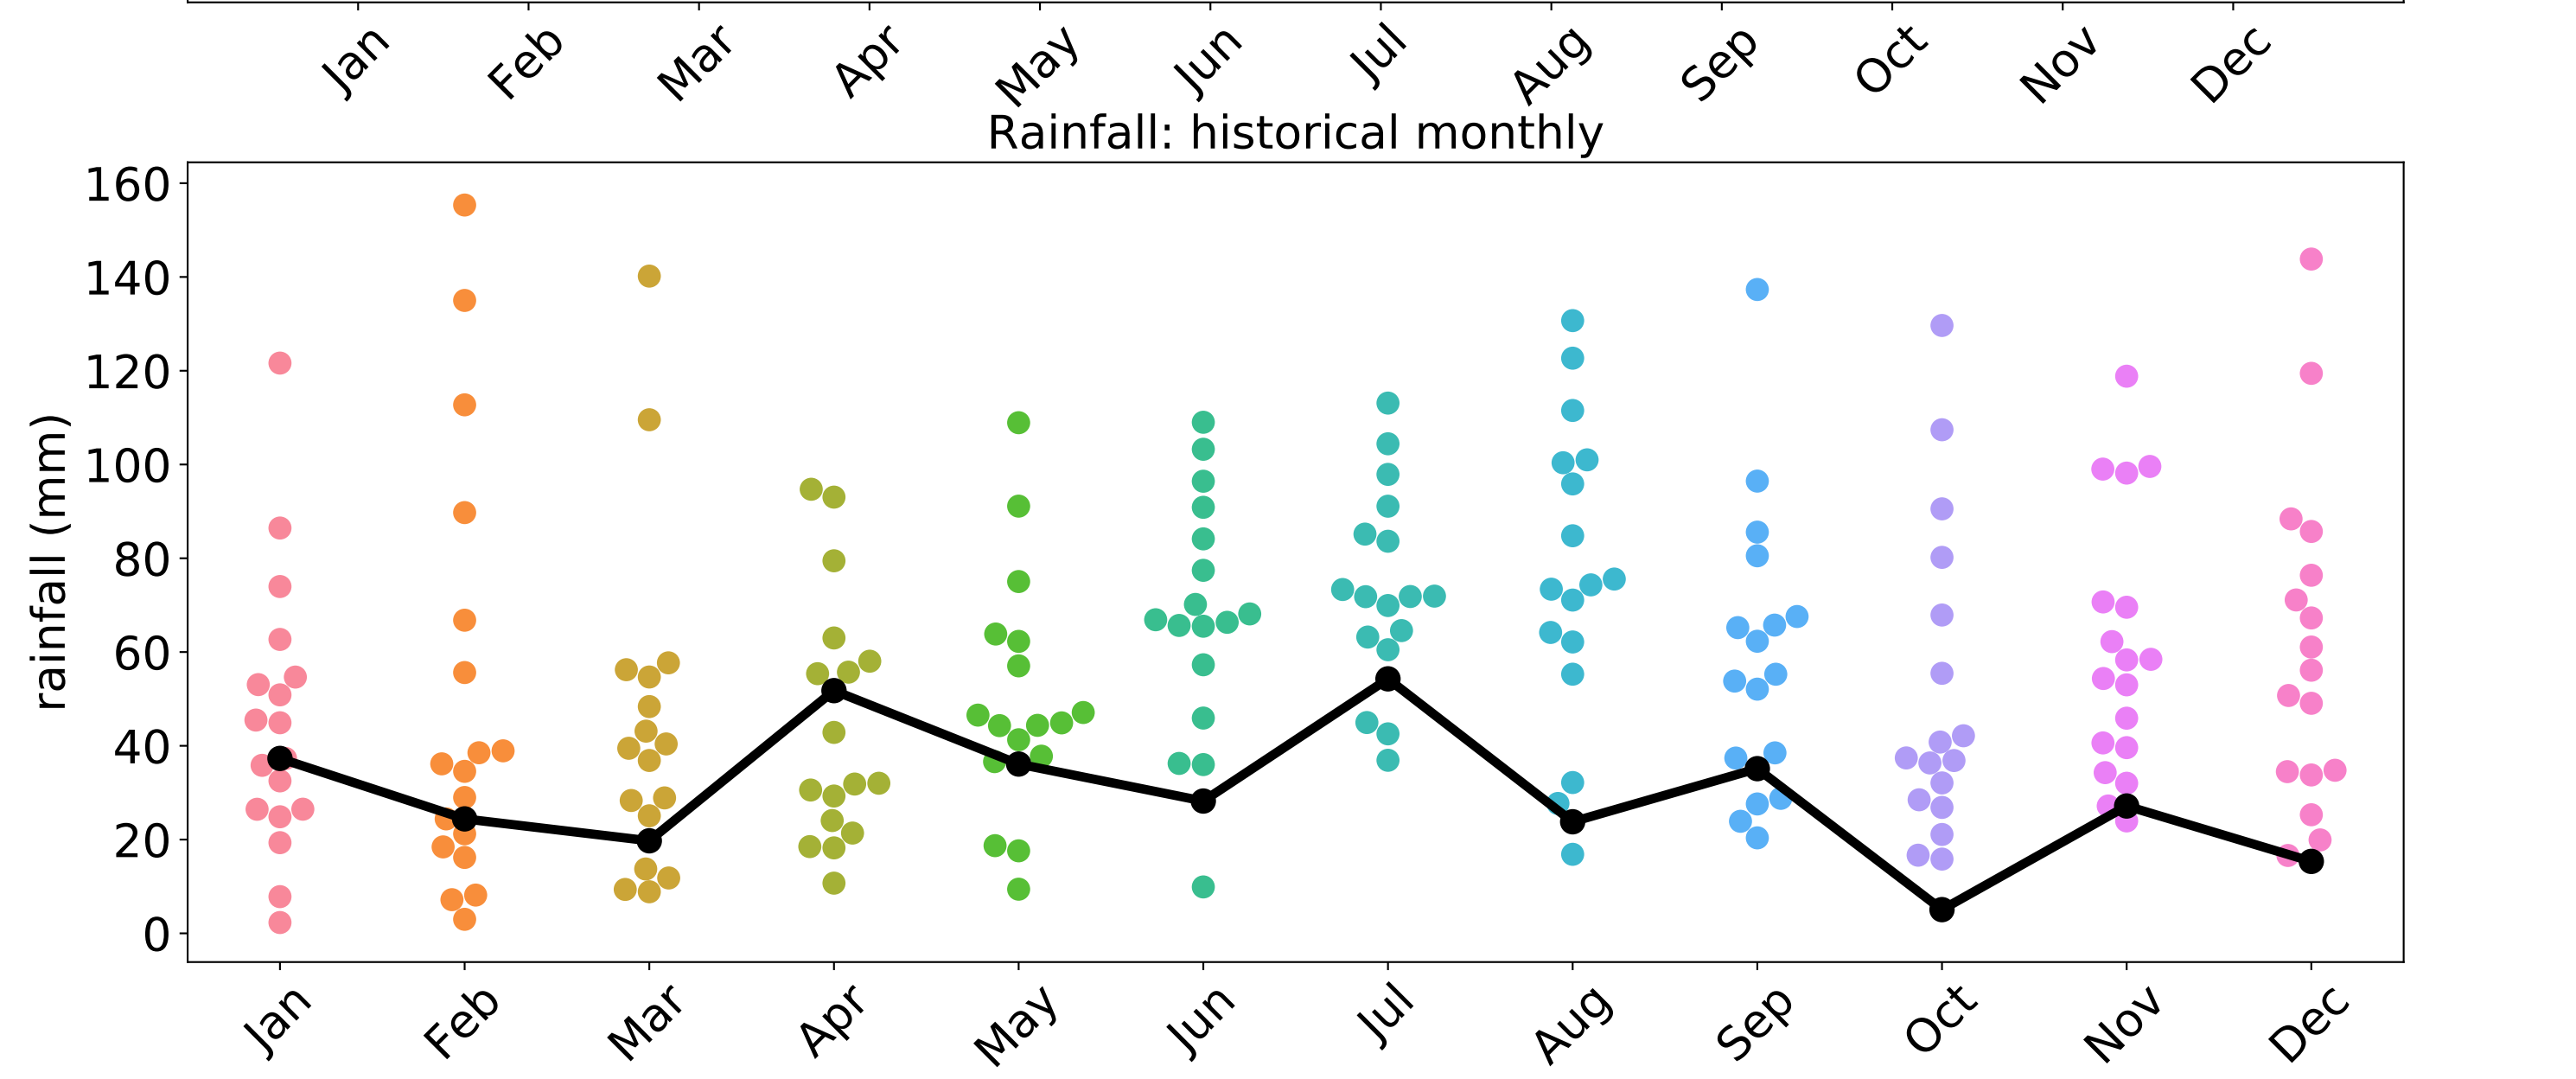 Jan Feb Mar Apr May Jun Jul Aug Sep Oct Nov Dec
Rainfall: historical monthly
rainfall (mm)
160
140
120
100
80
60
40
20
0
Jan Feb Mar Apr May Jun Jul Aug Sep Oct Nov Dec